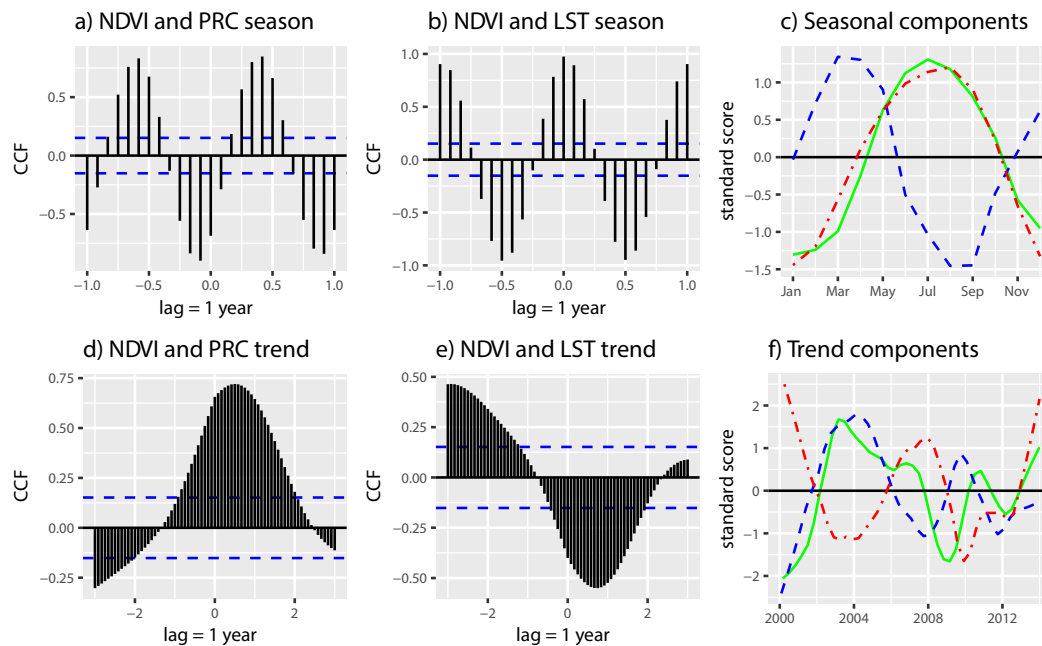 a) NDVI and PRC season
b) NDVI and LST season
c) Seasonal components
CCF
0.5
0.0
−0.5
−1.0
−0.5
0.0
0.5
1.0
lag = 1 year
CCF
1.0
0.5
0.0
−0.5
−1.0
−1.0
−0.5
0.0
0.5
1.0
lag = 1 year
standard score
1.0
0.5
0.0
−0.5
−1.0
−1.5
Jan
Mar
May
Jul
Sep
Nov
d) NDVI and PRC trend
e) NDVI and LST trend
f) Trend components
CCF
0.75
0.50
0.25
0.00
−0.25
−2
0
2
lag = 1 year
CCF
0.50
0.25
0.00
−0.25
−0.50
−2
0
2
lag = 1 year
standard score
2
1
0
−1
−2
2000
2004
2008
2012